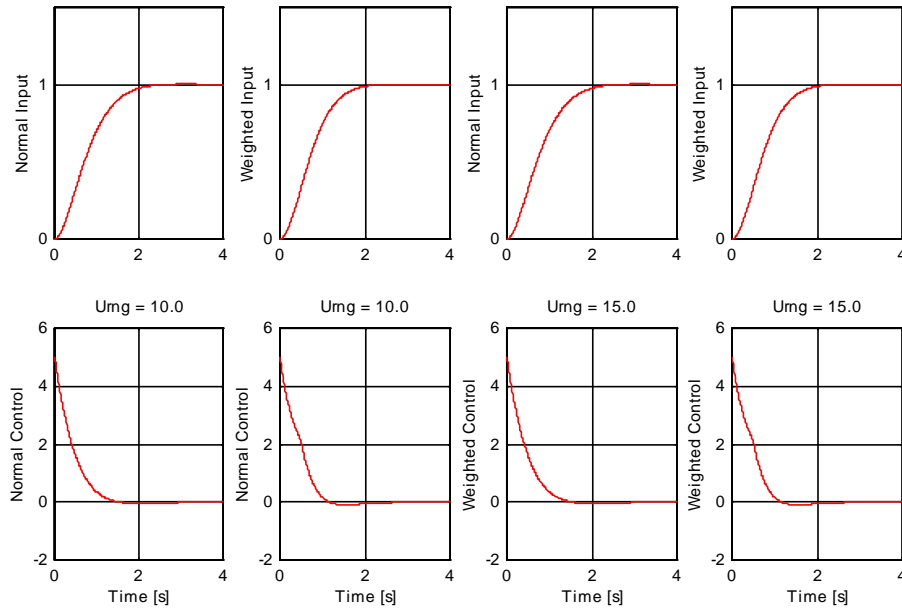 Normal Input
1
0
0 2 4
Weighted Input
1
0
0 2 4
Normal Input
1
0
0 2 4
Weighted Input
1
0
0 2 4
Umg = 10.0
Normal Control
6
4
2
0
-2
0 2 4
Time [s]
Umg = 10.0
Normal Control
6
4
2
0
-2
0 2 4
Time [s]
Umg = 15.0
Weighted Control
6
4
2
0
-2
0 2 4
Time [s]
Umg = 15.0
Weighted Control
6
4
2
0
-2
0 2 4
Time [s]